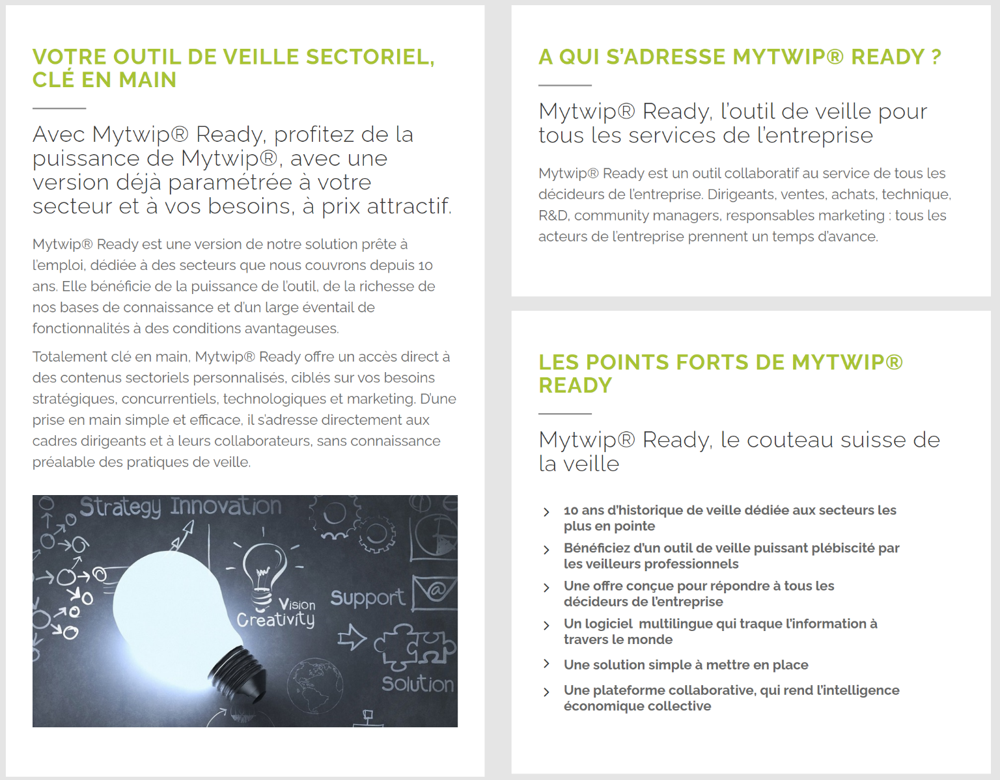 VOTRE OUTIL DE VEILLE SECTORIEL,
CLÉ EN MAIN
Avec Mytwip® Ready, profitez de la
puissance de Mytwip®, avec une
version déjà paramétrée à votre
secteur et à vos besoins, à prix attractif.
Mytwip® Ready est une version de notre solution prête à
l'emploi, dédiée à des secteurs que nous couvrons depuis 10
ans. Elle bénéficie de la puissance de l'outil, de la richesse de
nos bases de connaissance et d'un large éventail de
fonctionnalités à des conditions avantageuses.
Totalement clé en main, Mytwip® Ready offre un accès direct à
des contenus sectoriels personnalisés, ciblés sur vos besoins
stratégiques, concurrentiels, technologiques et marketing. D'une
prise en main simple et efficace, il s'adresse directement aux
cadres dirigeants et à leurs collaborateurs, sans connaissance
préalable des pratiques de veille.
Strategy Innovation
Vision
Creativity
Support
@
Solution
A QUI S'ADRESSE MYTWIP® READY ?
Mytwip® Ready, l'outil de veille pour
tous les services de l'entreprise
Mytwip® Ready est un outil collaboratif au service de tous les
décideurs de l'entreprise. Dirigeants, ventes, achats, technique,
R&D, community managers, responsables marketing : tous les
acteurs de l'entreprise prennent un temps d'avance.
LES POINTS FORTS DE MYTWIP®
READY
Mytwip® Ready, le couteau suisse de
la veille
10 ans d'historique de veille dédiée aux secteurs les
plus en pointe
Bénéficiez d'un outil de veille puissant plébiscité par
les veilleurs professionnels
Une offre conçue pour répondre à tous les
décideurs de l'entreprise
Un logiciel  multilingue qui traque l'information à
travers le monde
Une solution simple à mettre en place
Une plateforme collaborative, qui rend l'intelligence
économique collective